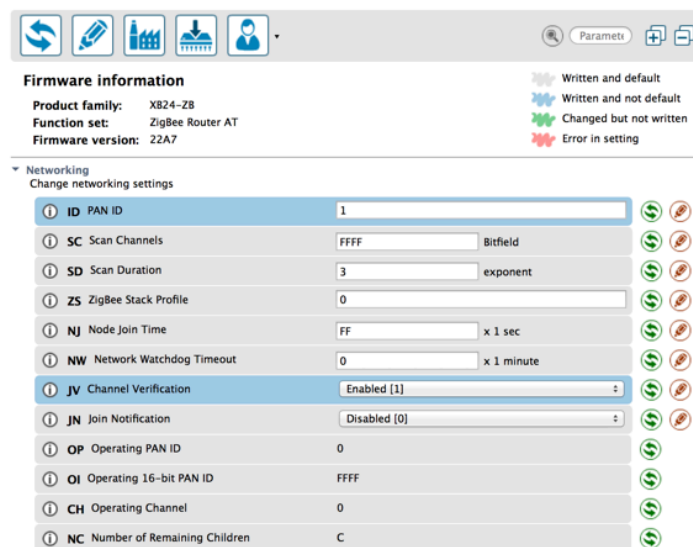 Paramete
Firmware information
Written and default
Product family: XB24-ZB
Written and not default
Function set: ZigBee Router AT
Changed but not written
Firmware version: 22A7
Error in setting
Networking
Change networking settings
ID PAN ID 1
SC Scan Channels FFFF Bitfield
SD Scan Duration 3 exponent
ZS ZigBee Stack Profile 0
NJ Node Join Time FF x 1 sec
NW Network Watchdog Timeout 0 x 1 minute
JV Channel Verification Enabled [1]
JN Join Notification Disabled [0]
OP Operating PAN ID 0
OI Operating 16-bit PAN ID FFFF
CH Operating Channel 0
NC Number of Remaining Children C